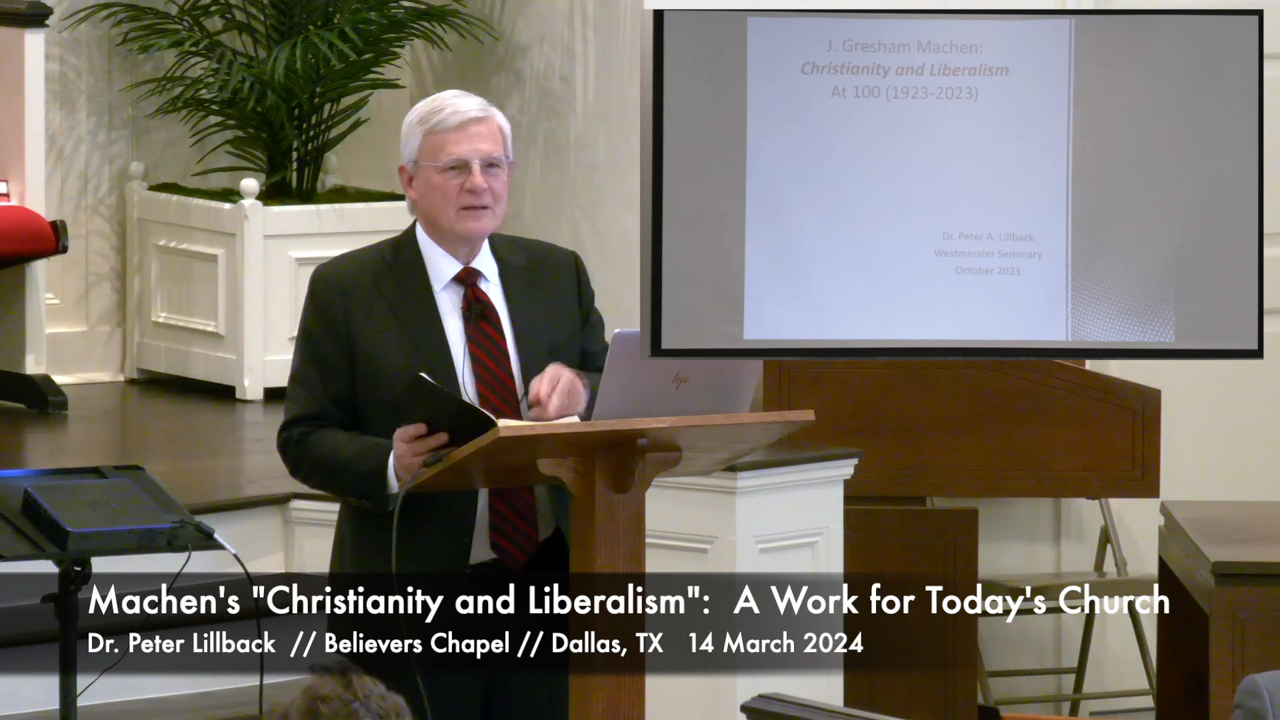 J. Gresham Machen:
Christianity and Liberalism
At 100 (1923-2023)
Dr. Peter A. Lillback
Westminster Seminary
October 2023
Machen's "Christianity and Liberalism":  A Work for Today's Church
Dr. Peter Lillback  // Believers Chapel // Dallas, TX   14 March 2024